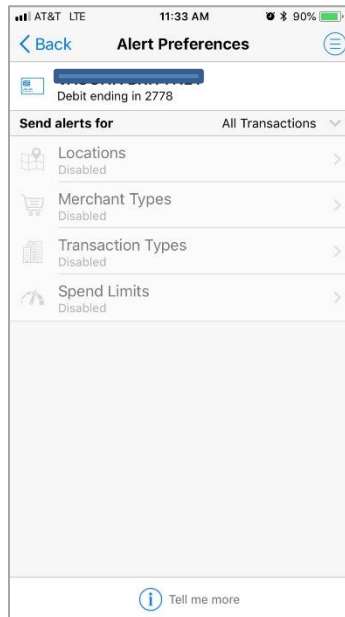 AT&T LTE 11:33 AM 90%
Back Alert Preferences
Debit ending in 2778
Send alerts for All Transactions
Locations
Disabled
Merchant Types
Disabled
Transaction Types
Disabled
Spend Limits
Disabled
Tell me more